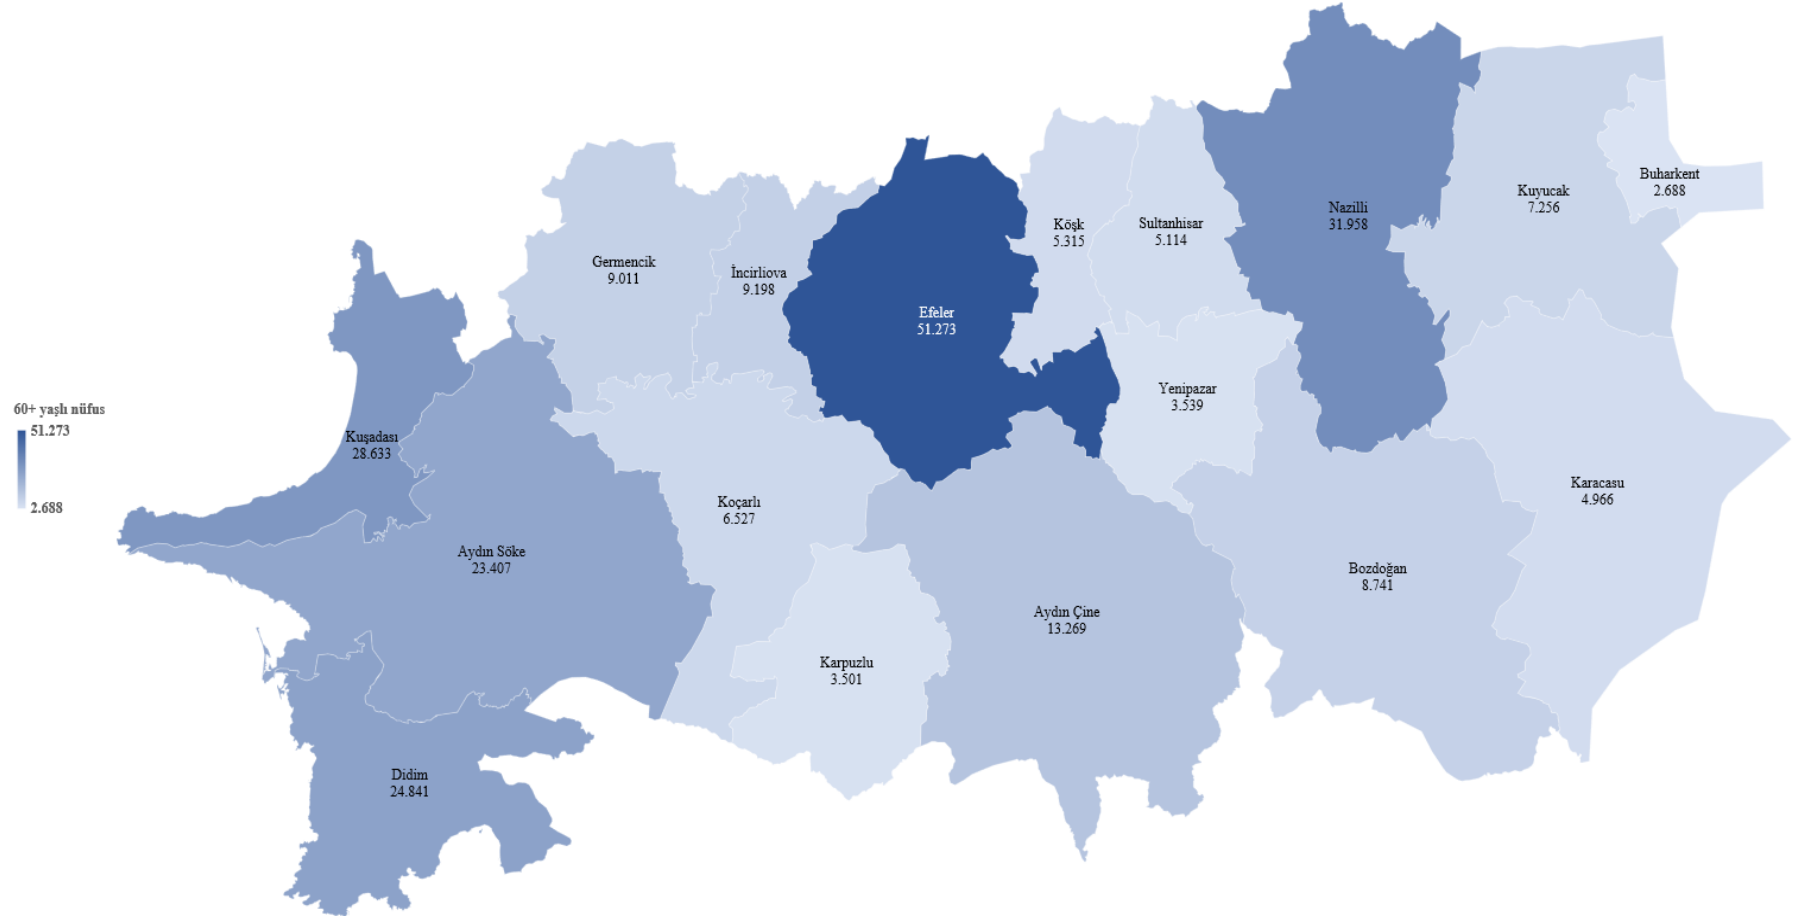 Buharkent
2.688
Kuyucak
7.256
Nazilli
31.958
Köşk
5.315
Sultanhisar
5.114
Germencik
9.011
İncirliova
9.198
Efeler
51.273
Yenipazar
3.539
60+ yaşlı nüfus
51.273
2.688
Kuşadası
28.633
Karacasu
4.966
Koçarlı
6.527
Aydın Söke
23.407
Bozdoğan
8.741
Aydın Çine
13.269
Karpuzlu
3.501
Didim
24.841